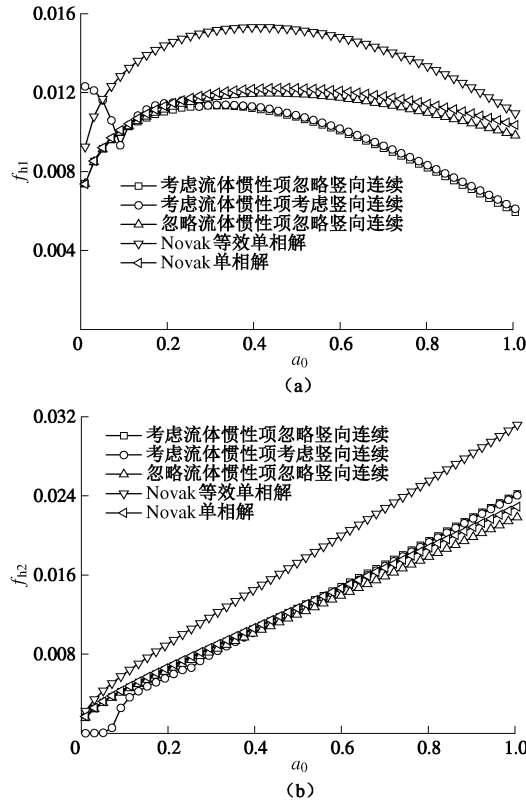 0.016
0.012
0.008
0.004
f_h1
考虑流体惯性项忽略竖向连续
考虑流体惯性项考虑竖向连续
忽略流体惯性项忽略竖向连续
Novak等效单相解
Novak单相解
0 0.2 0.4 0.6 0.8 1.0
a_0
(a)
0.032
0.024
0.016
0.008
f_h2
考虑流体惯性项忽略竖向连续
考虑流体惯性项考虑竖向连续
忽略流体惯性项忽略竖向连续
Novak等效单相解
Novak单相解
0 0.2 0.4 0.6 0.8 1.0
a_0
(b)